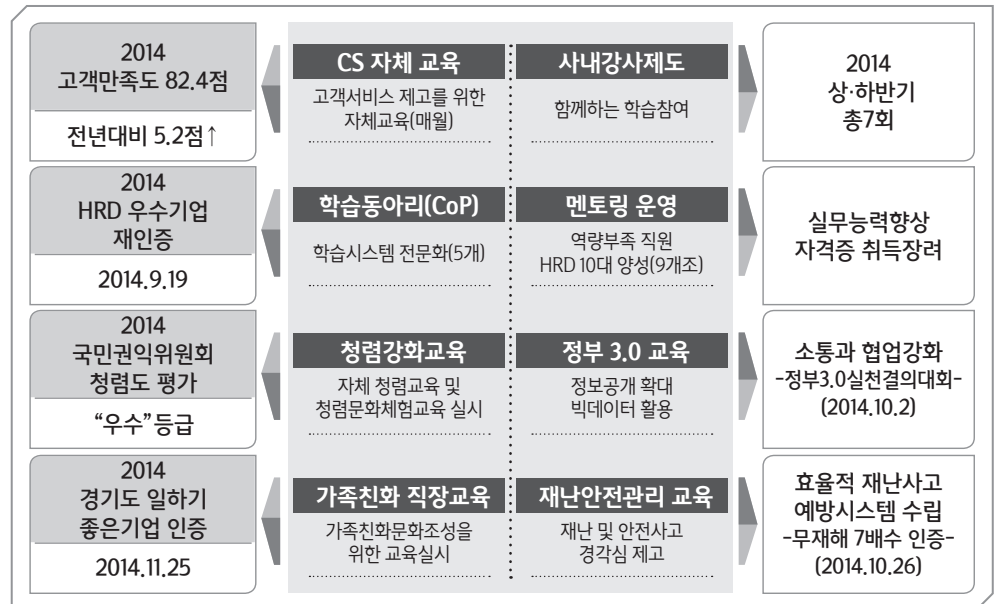 2014
고객만족도 82.4점
전년대비 5.2점↑
CS 자체 교육
고객서비스 제고를 위한
자체교육(매월)
사내강사제도
함께하는 학습참여
2014
상·하반기
총7회
2014
HRD 우수기업
재인증
2014.9.19
학습동아리(CoP)
학습시스템 전문화(5개)
멘토링 운영
역량부족 직원
HRD 10대 양성(9개조)
실무능력향상
자격증 취득장려
2014
국민권익위원회
청렴도 평가
“우수”등급
청렴강화교육
자체 청렴교육 및
청렴문화체험교육 실시
정부 3.0 교육
정보공개 확대
빅데이터 활용
소통과 협업강화
-정부3.0실천결의대회-
(2014.10.2)
2014
경기도 일하기
좋은기업 인증
2014.11.25
가족친화 직장교육
가족친화문화조성을
위한 교육실시
재난안전관리 교육
재난 및 안전사고
경각심 제고
효율적 재난사고
예방시스템 수립
-무재해 7배수 인증-
(2014.10.26)